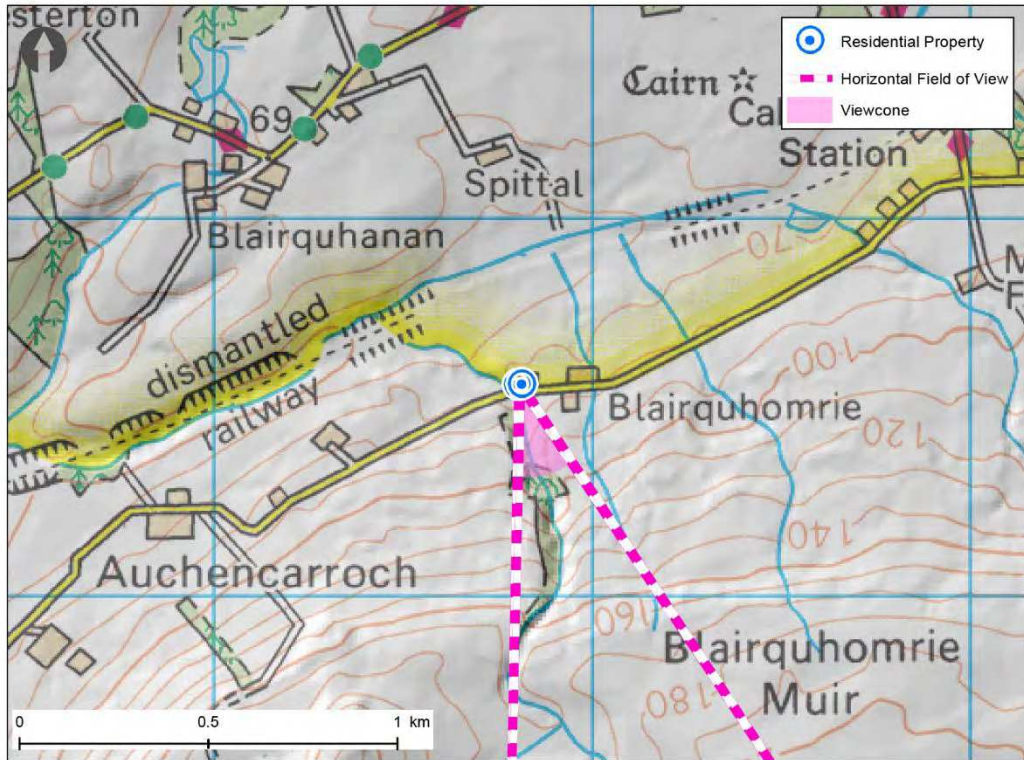 esterton
Residential Property
Horizontal Field of View
Viewcone
69
Cairn
Cal
Station
Spittal
Blairquhanan
70
M
F
dismantled
railway
100
Blairquhomrie
120
140
Auchencarroch
160
Blairquhomrie
Muir
180
0 0.5 1 km